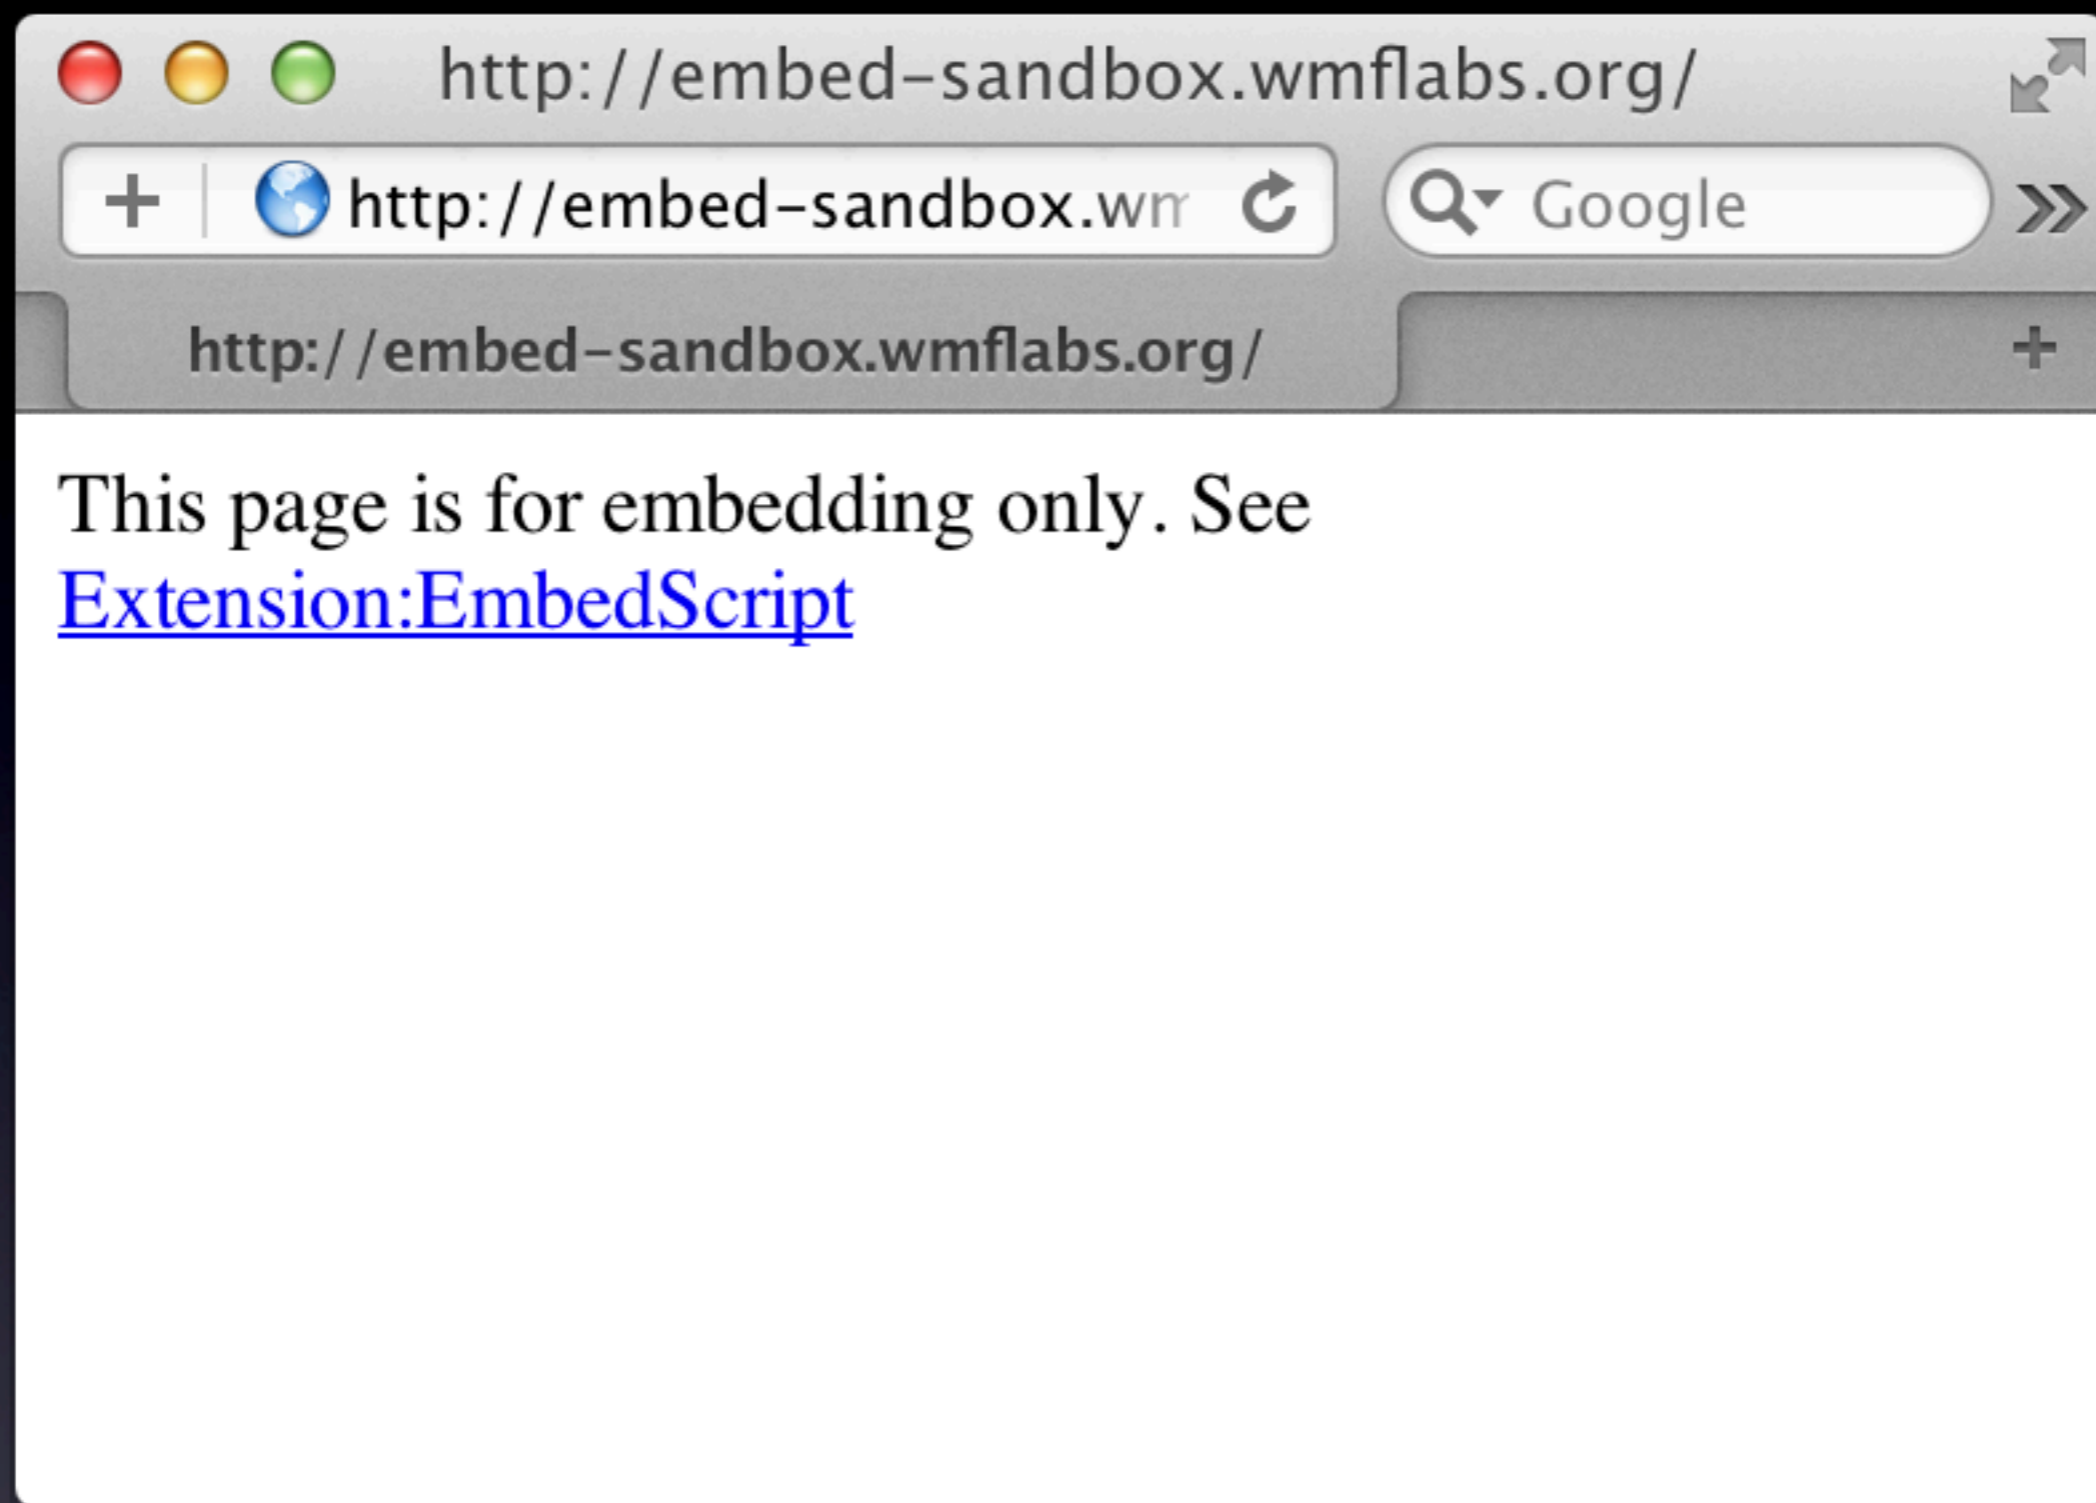 http://embed-sandbox.wmflabs.org/
http://embed-sandbox.wm
Google
http://embed-sandbox.wmflabs.org/
This page is for embedding only. See
Extension:EmbedScript